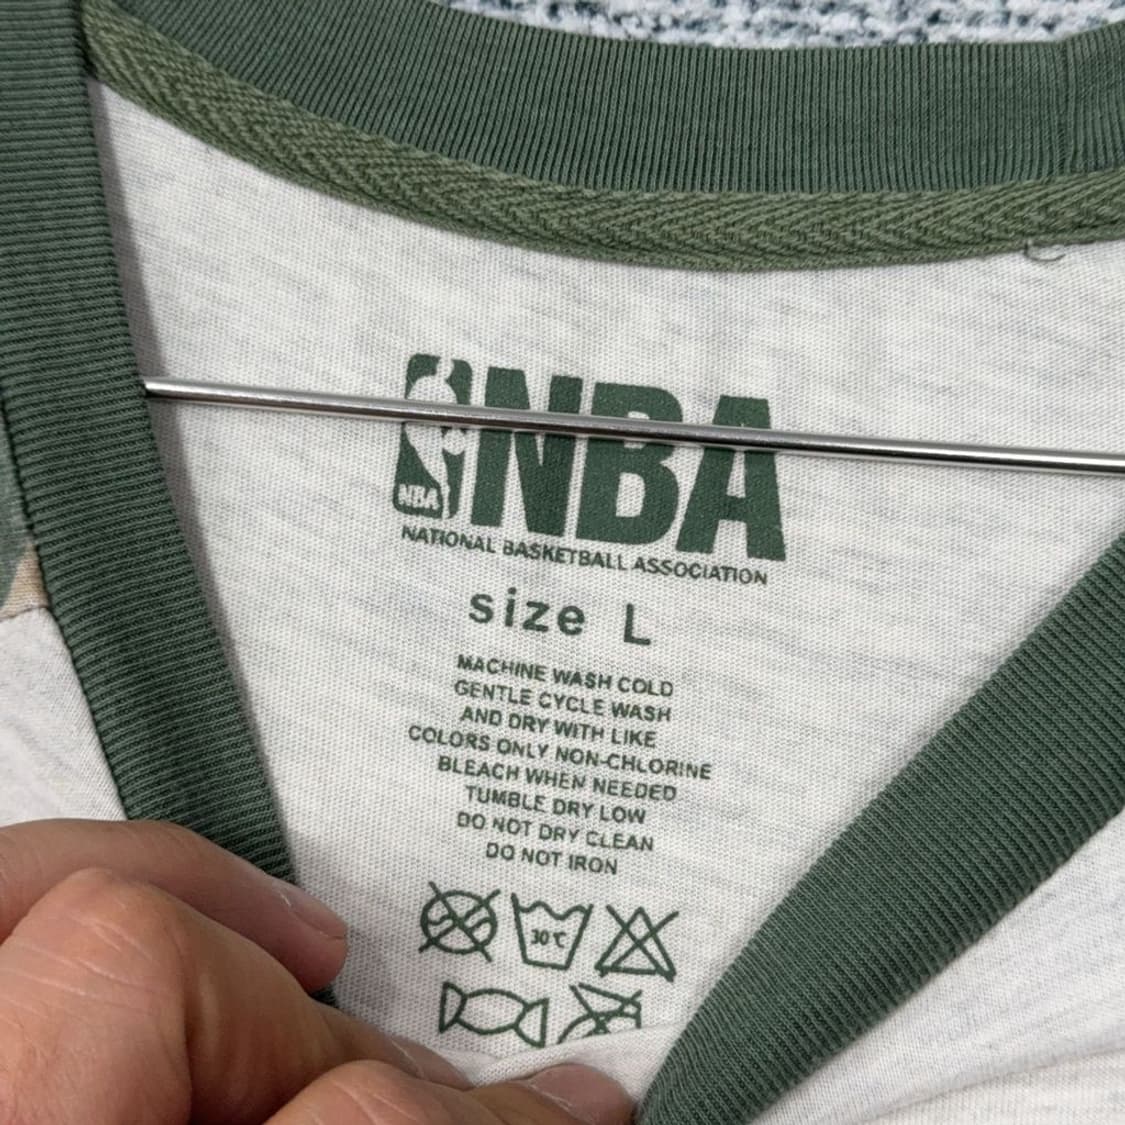 NBA
NBA
NATIONAL BASKETBALL ASSOCIATION
size L
MACHINE WASH COLD
GENTLE CYCLE WASH
AND DRY WITH LIKE
COLORS ONLY NON-CHLORINE
BLEACH WHEN NEEDED
TUMBLE DRY LOW
DO NOT DRY CLEAN
DO NOT IRON
30℃